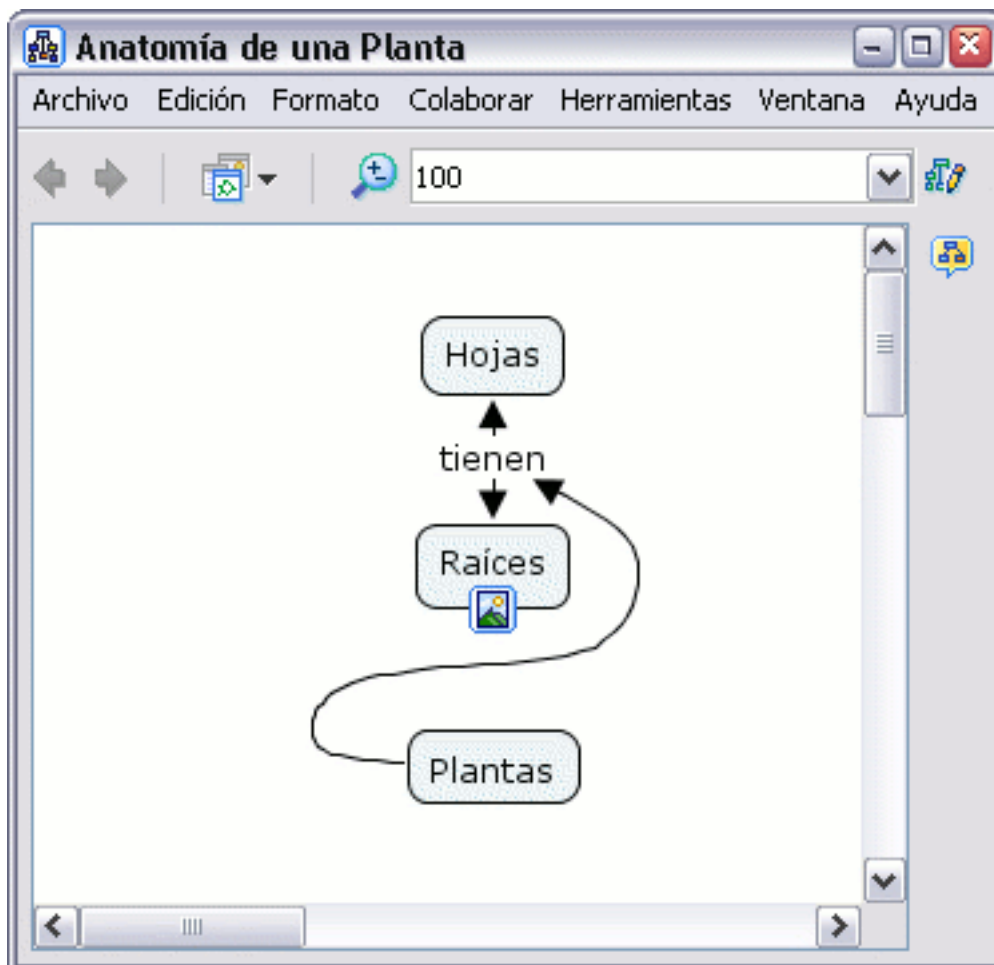 Anatomía de una Planta
Archivo Edición Formato Colaborar Herramientas Ventana Ayuda
100
Hojas
tienen
Raíces
Plantas